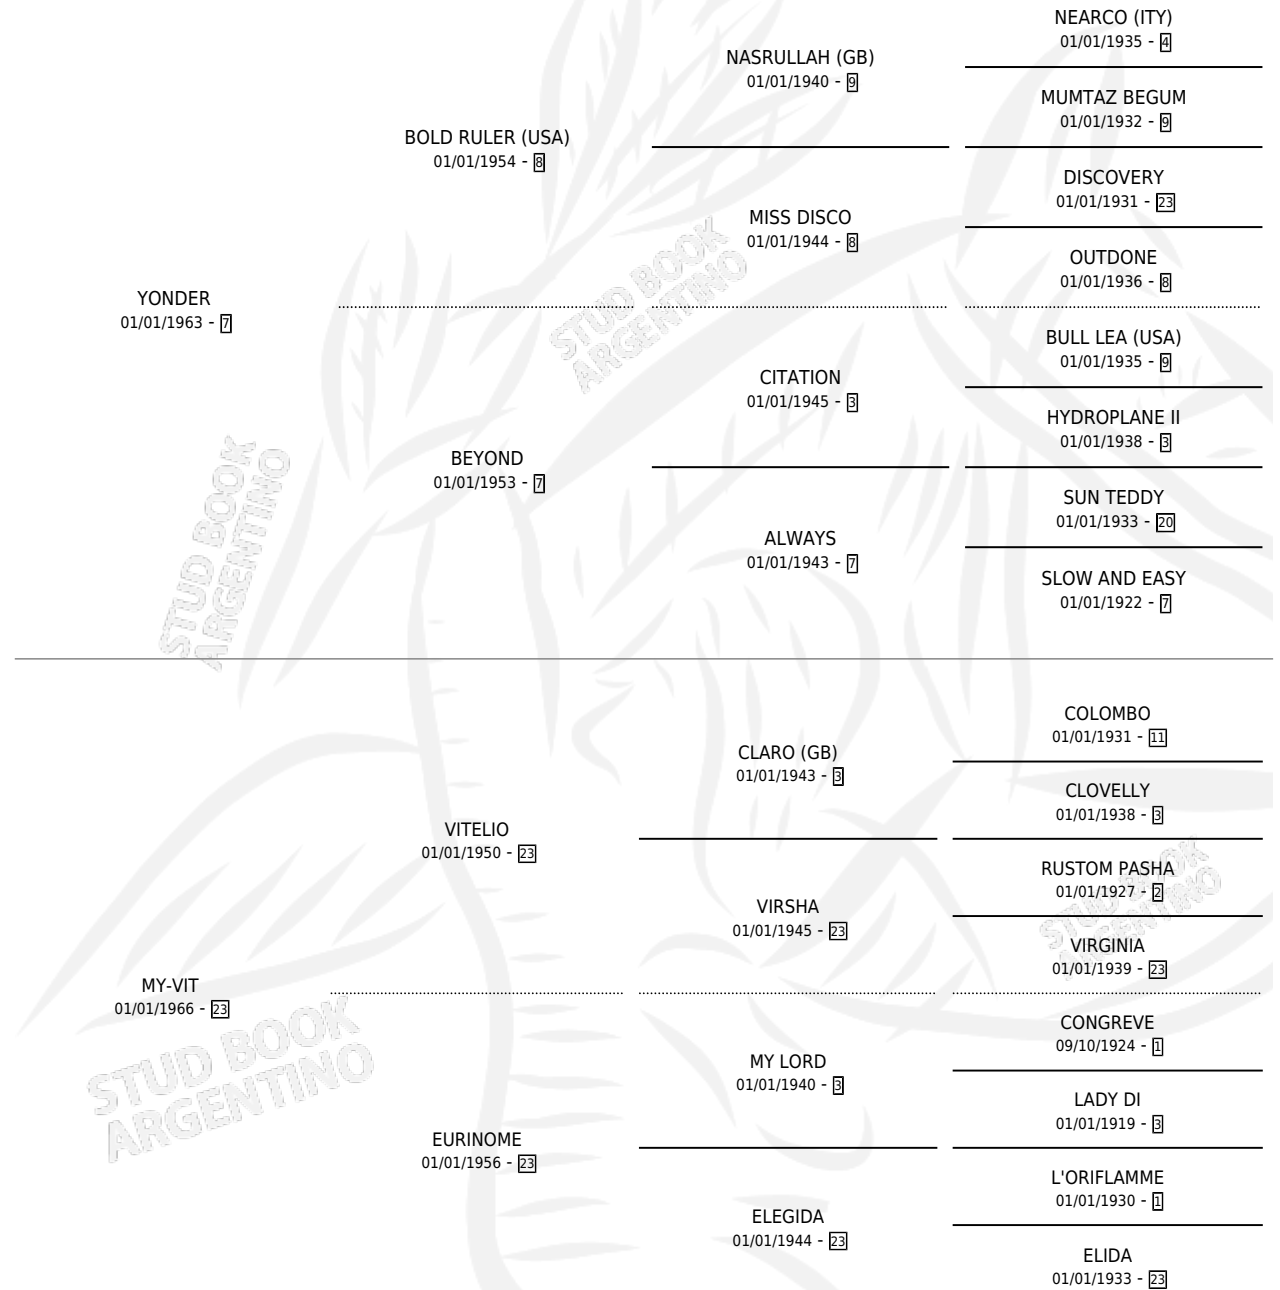 NEARCO (ITY)
01/01/1935 - 4
NASRULLAH (GB)
01/01/1940 - 9
MUMTAZ BEGUM
01/01/1932 - 9
BOLD RULER (USA)
01/01/1954 - 8
DISCOVERY
01/01/1931 - 23
MISS DISCO
01/01/1944 - 8
OUTDONE
01/01/1936 - 8
YONDER
01/01/1963 - 7
BULL LEA (USA)
01/01/1935 - 9
CITATION
01/01/1945 - 3
HYDROPLANE II
01/01/1938 - 3
BEYOND
01/01/1953 - 7
SUN TEDDY
01/01/1933 - 20
ALWAYS
01/01/1943 - 7
SLOW AND EASY
01/01/1922 - 7
COLOMBO
01/01/1931 - 11
CLARO (GB)
01/01/1943 - 3
CLOVELLY
01/01/1938 - 3
VITELIO
01/01/1950 - 23
RUSTOM PASHA
01/01/1927 - 2
VIRSHA
01/01/1945 - 23
VIRGINIA
01/01/1939 - 23
MY-VIT
01/01/1966 - 23
CONGREVE
09/10/1924 - 1
MY LORD
01/01/1940 - 3
LADY DI
01/01/1919 - 3
EURINOME
01/01/1956 - 23
L'ORIFLAMME
01/01/1930 - 1
ELEGIDA
01/01/1944 - 23
ELIDA
01/01/1933 - 23
STUD BOOK
ARGENTINO
STUD BOOK
ARGENTINO
STUD BOOK
ARGENTINO
STUD BOOK
ARGENTINO